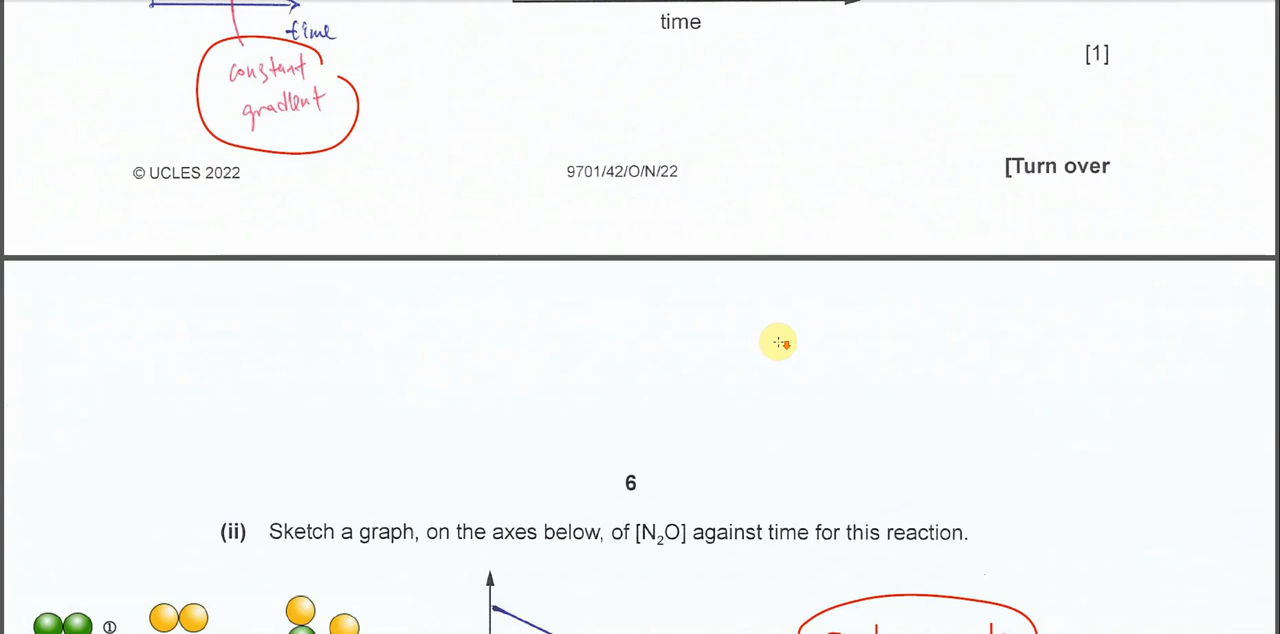 time
time
[1]
constant
gradient
© UCLES 2022
9701/42/O/N/22
[Turn over
6
(ii) Sketch a graph, on the axes below, of [N₂O] against time for this reaction.
①